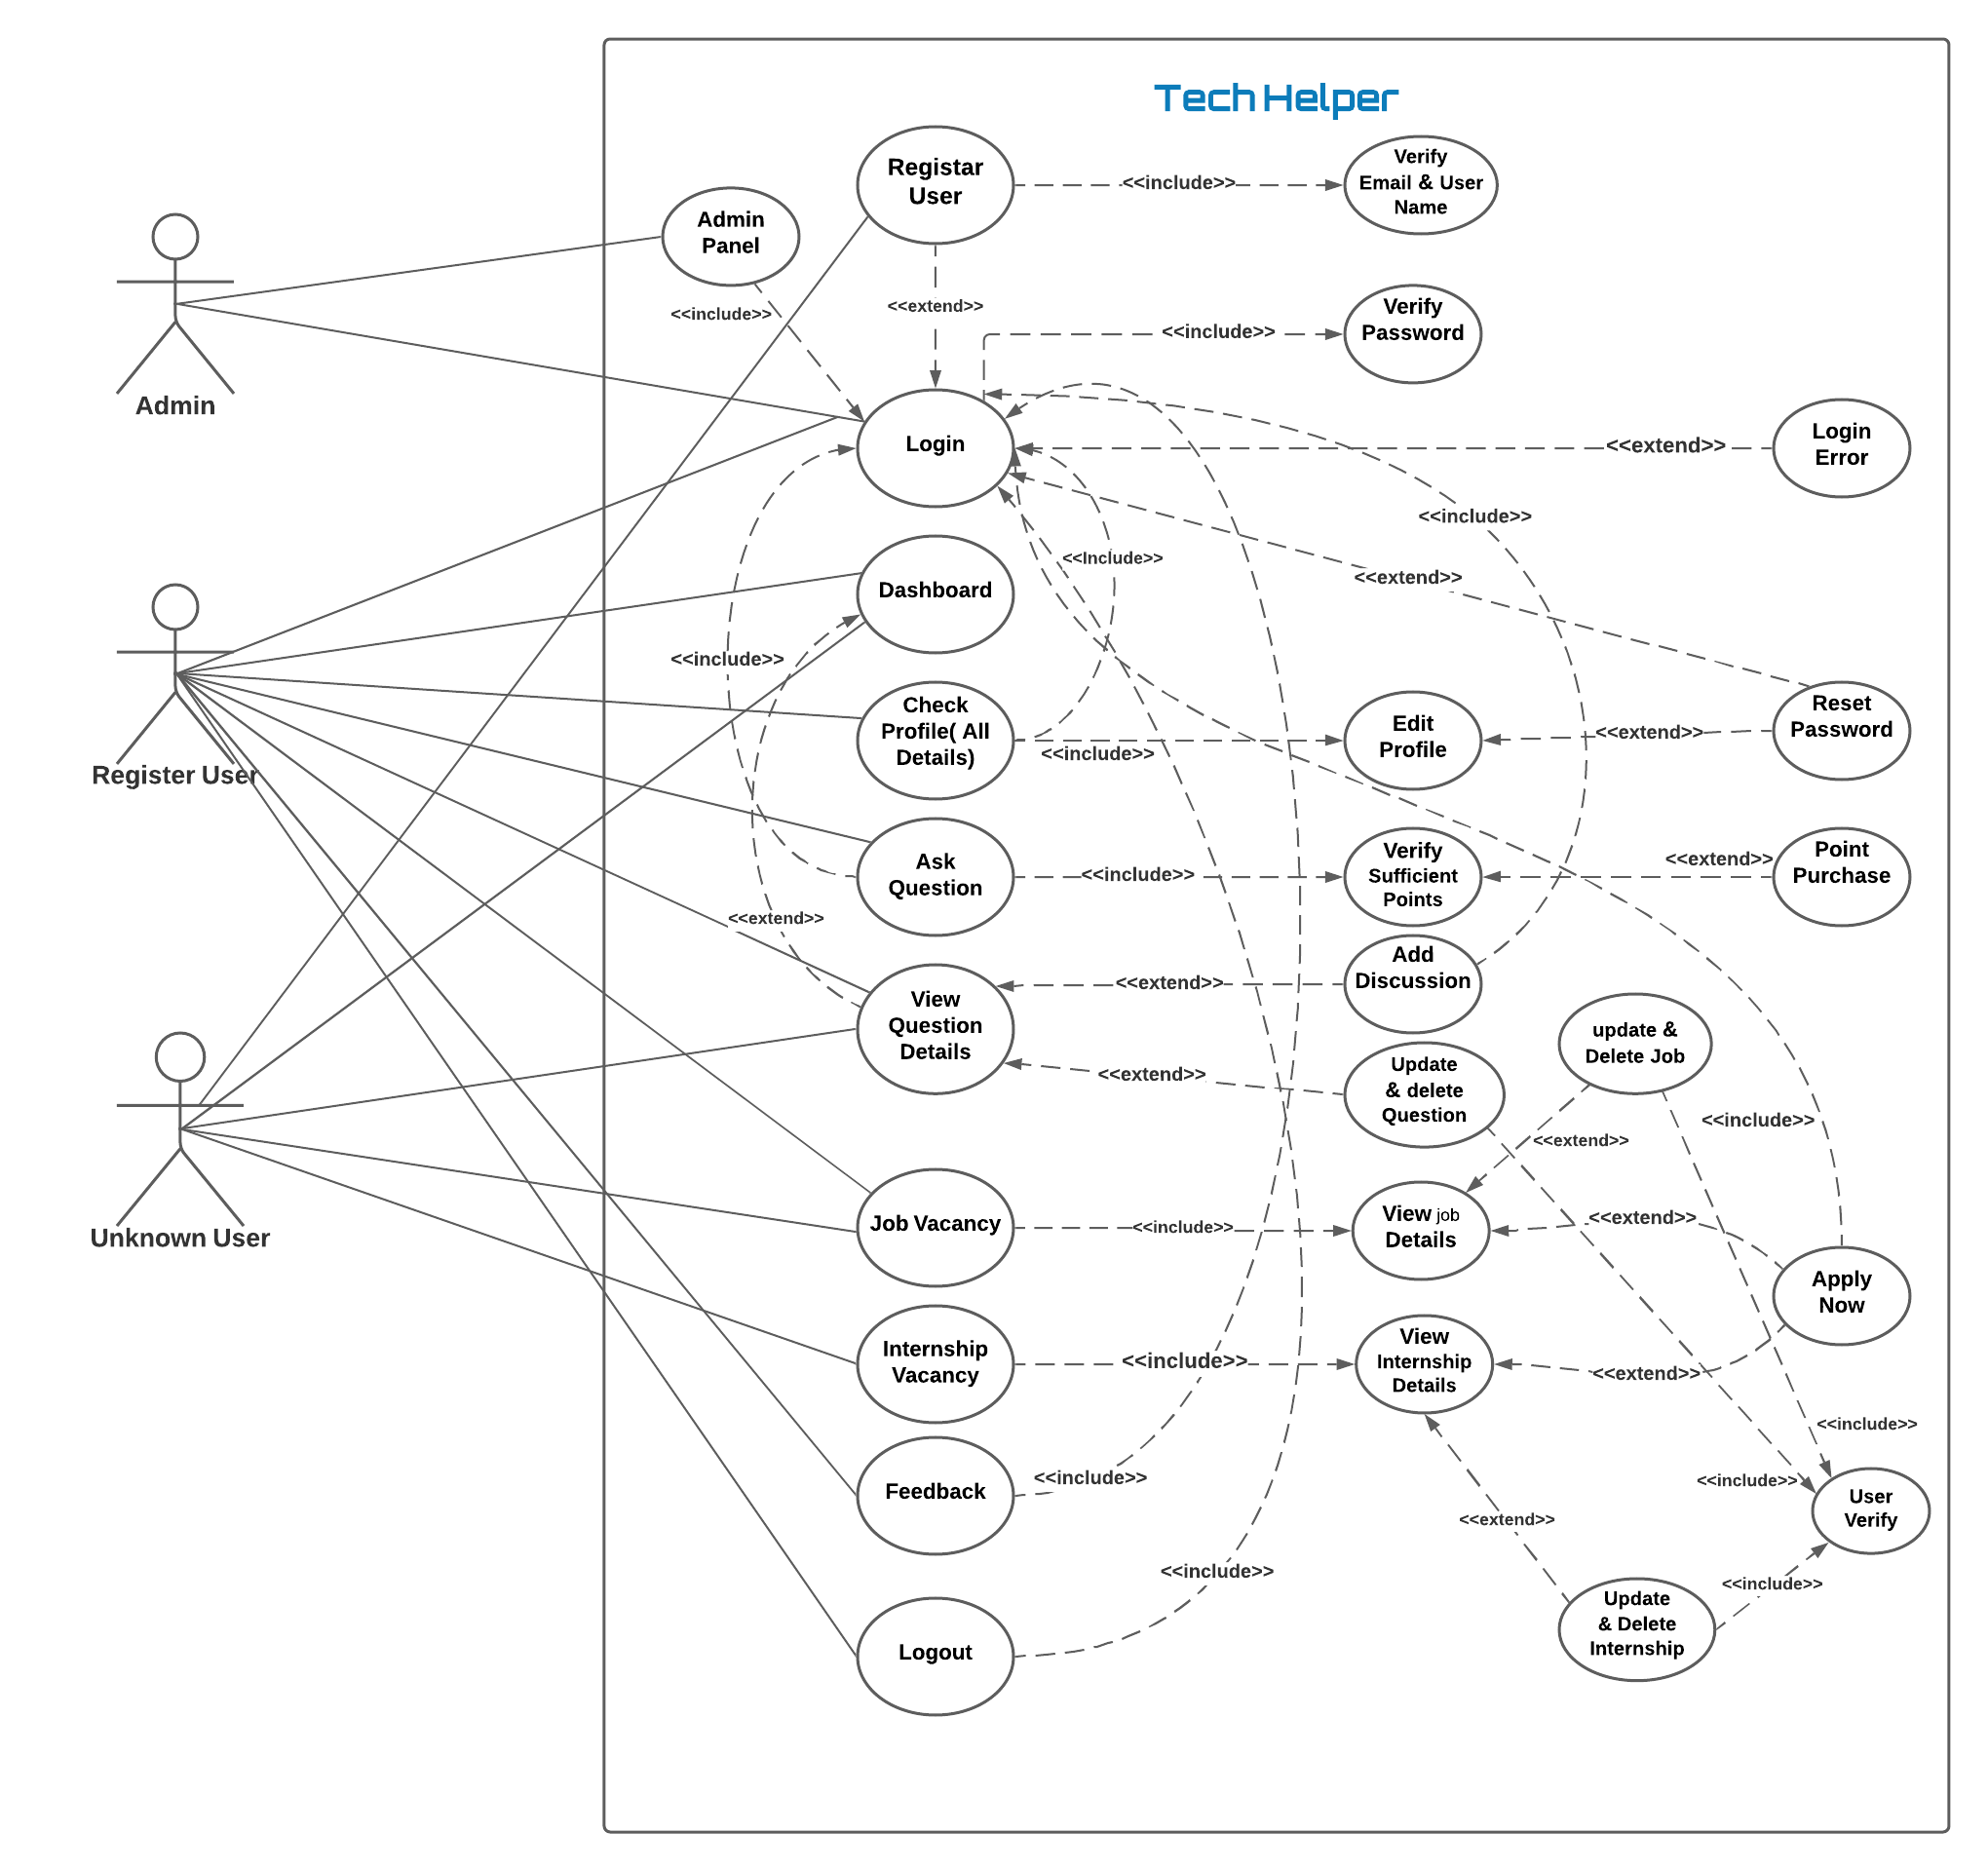 Tech Helper
Registar
User
<<include>>
Verify
Email & User
Name
Admin
Panel
<<include>>
<<extend>>
Verify
Password
<<include>>
Admin
Login
Login
Error
<<extend>>
<<include>>
<<Include>>
<<extend>>
Dashboard
<<include>>
Register User
Check
Profile( All
Details)
<<include>>
Edit
Profile
<<extend>>
Reset
Password
Ask
Question
<<include>>
Verify
Sufficient
Points
<<extend>>
Point
Purchase
<<extend>>
View
Question
Details
<<extend>>
Add
Discussion
<<extend>>
Update
& delete
Question
update &
Delete Job
<<include>>
<<extend>>
Unknown User
Job Vacancy
<<include>>
View job
Details
<<extend>>
Apply
Now
Internship
Vacancy
<<include>>
View
Internship
Details
<<extend>>
<<include>>
Feedback
<<include>>
<<include>>
User
Verify
<<extend>>
<<include>>
<<include>>
Update
& Delete
Internship
Logout